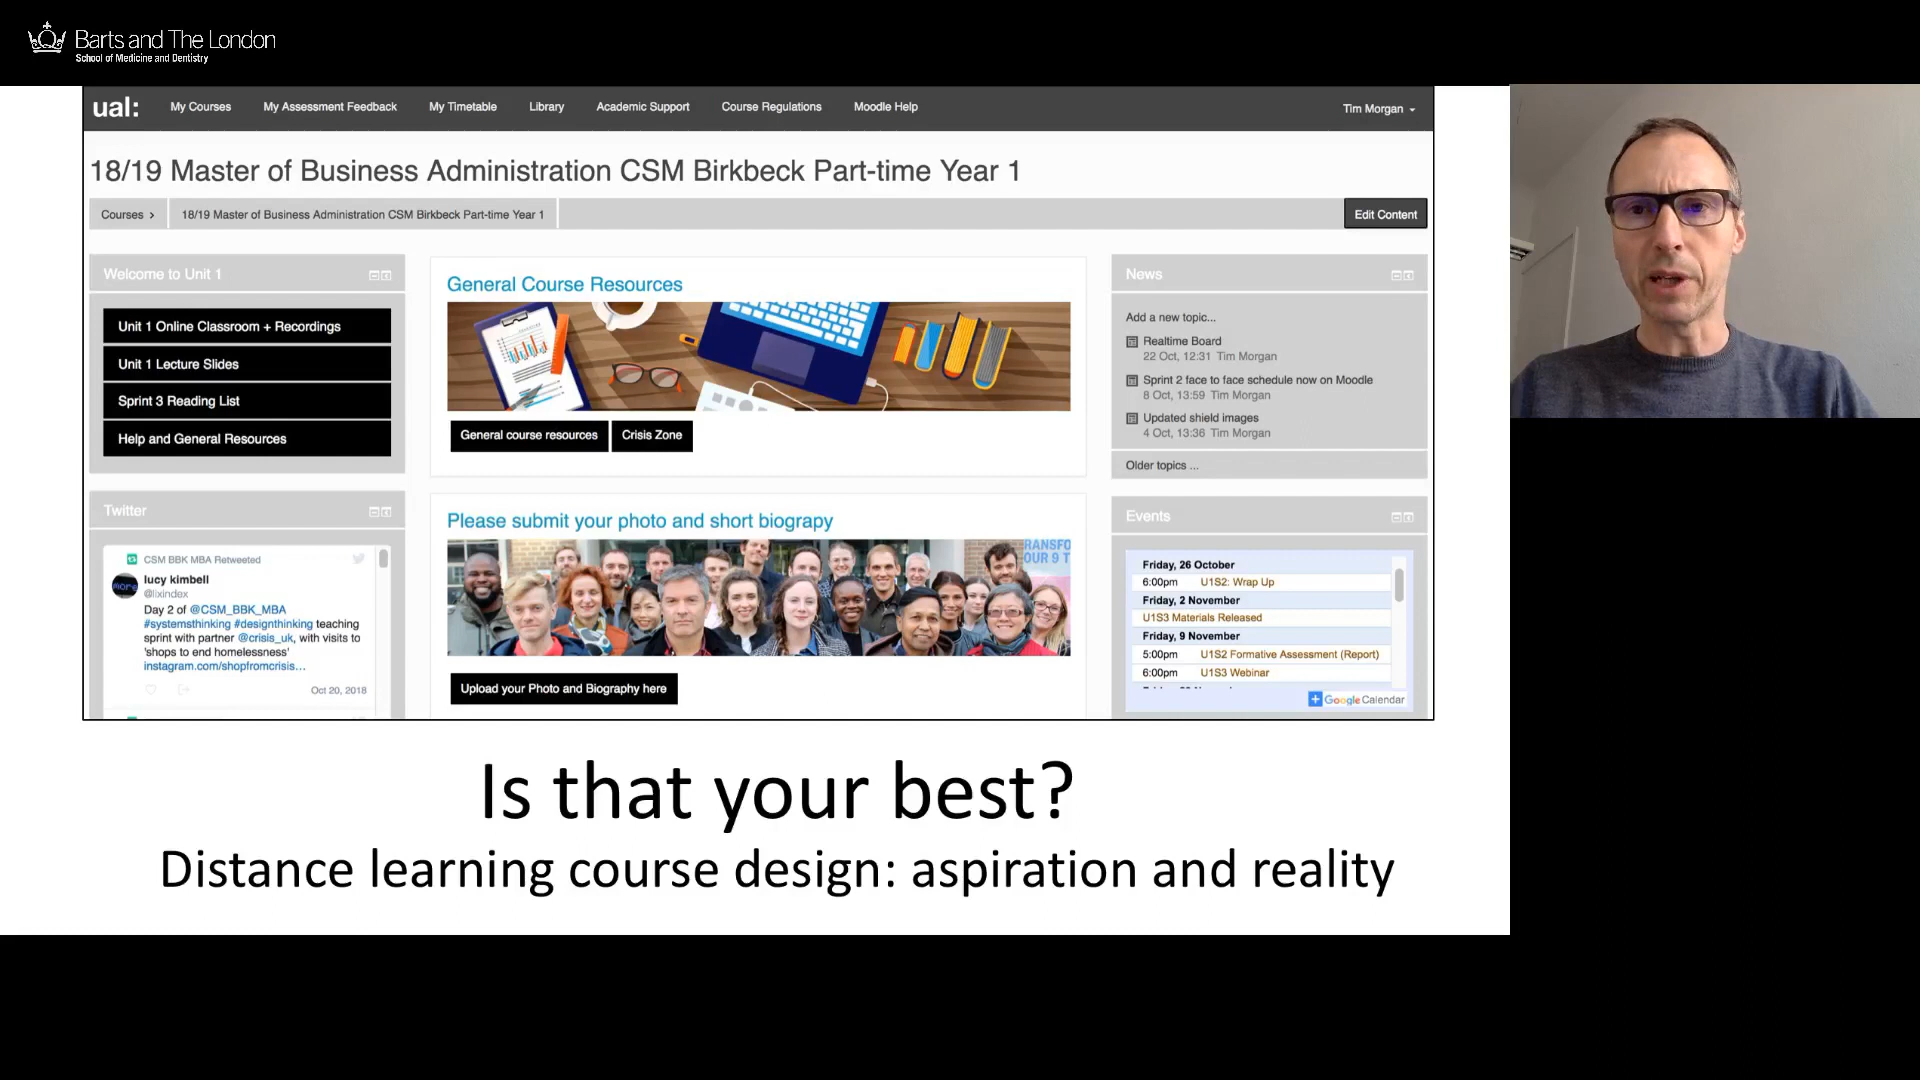 Barts and The London
School of Medicine and Dentistry
ual:
My Courses
My Assessment Feedback
My Timetable
Library
Academic Support
Course Regulations
Moodle Help
Tim Morgan
18/19 Master of Business Administration CSM Birkbeck Part-time Year 1
Courses ›
18/19 Master of Business Administration CSM Birkbeck Part-time Year 1
Edit Content
Welcome to Unit 1
Unit 1 Online Classroom + Recordings
Unit 1 Lecture Slides
Sprint 3 Reading List
Help and General Resources
Twitter
CSM BBK MBA Retweeted
more
lucy kimbell
@lixindex
Day 2 of @CSM_BBK_MBA
#systemsthinking #designthinking teaching
sprint with partner @crisis_uk, with visits to
'shops to end homelessness'
instagram.com/shopfromcrisis...
Oct 20, 2018
General Course Resources
General course resources
Crisis Zone
Please submit your photo and short biograpy
RANSFO
OUR 9 T
Upload your Photo and Biography here
News
Add a new topic...
Realtime Board
22 Oct, 12:31 Tim Morgan
Sprint 2 face to face schedule now on Moodle
8 Oct, 13:59 Tim Morgan
Updated shield images
4 Oct, 13:36 Tim Morgan
Older topics ...
Events
Friday, 26 October
6:00pm U1S2: Wrap Up
Friday, 2 November
U1S3 Materials Released
Friday, 9 November
5:00pm U1S2 Formative Assessment (Report)
6:00pm U1S3 Webinar
Google Calendar
Is that your best?
Distance learning course design: aspiration and reality